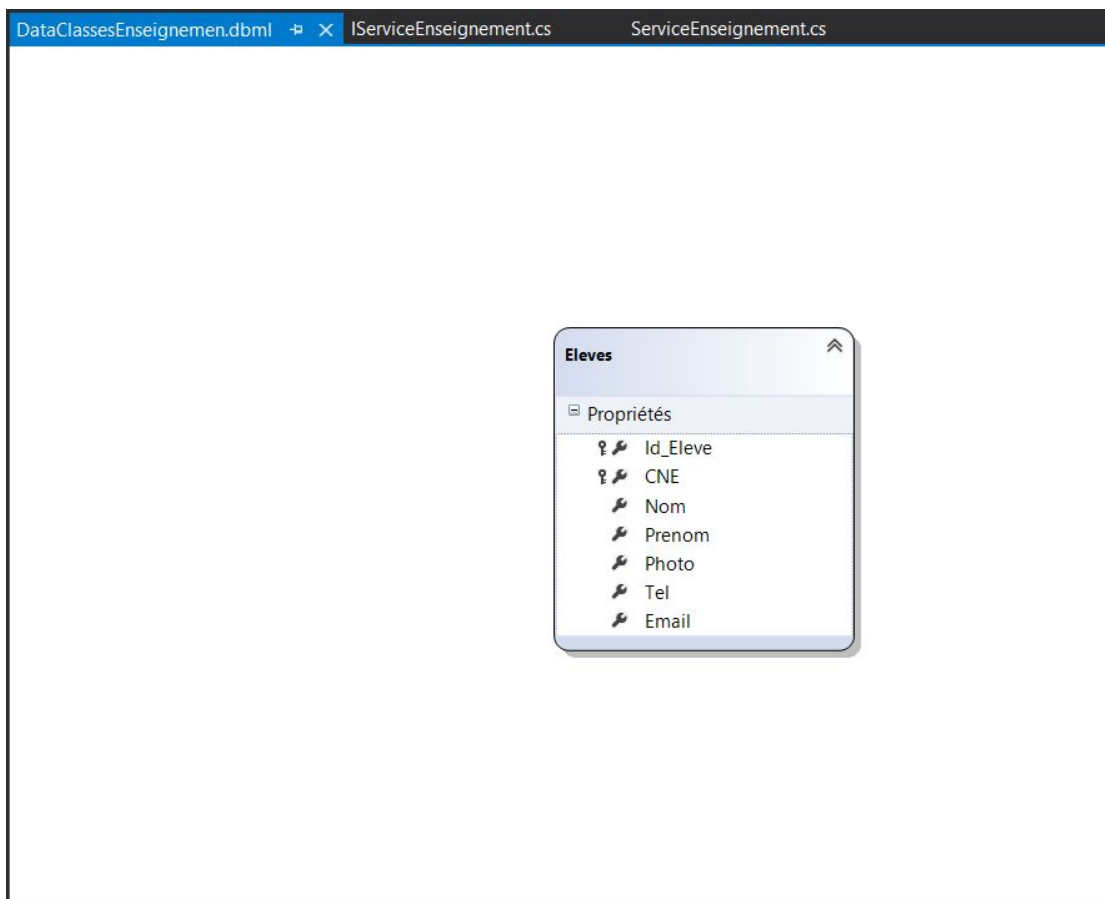 DataClassesEnseignemen.dbml IServiceEnseignement.cs ServiceEnseignement.cs
Eleves
Propriétés
Id_Eleve
CNE
Nom
Prenom
Photo
Tel
Email